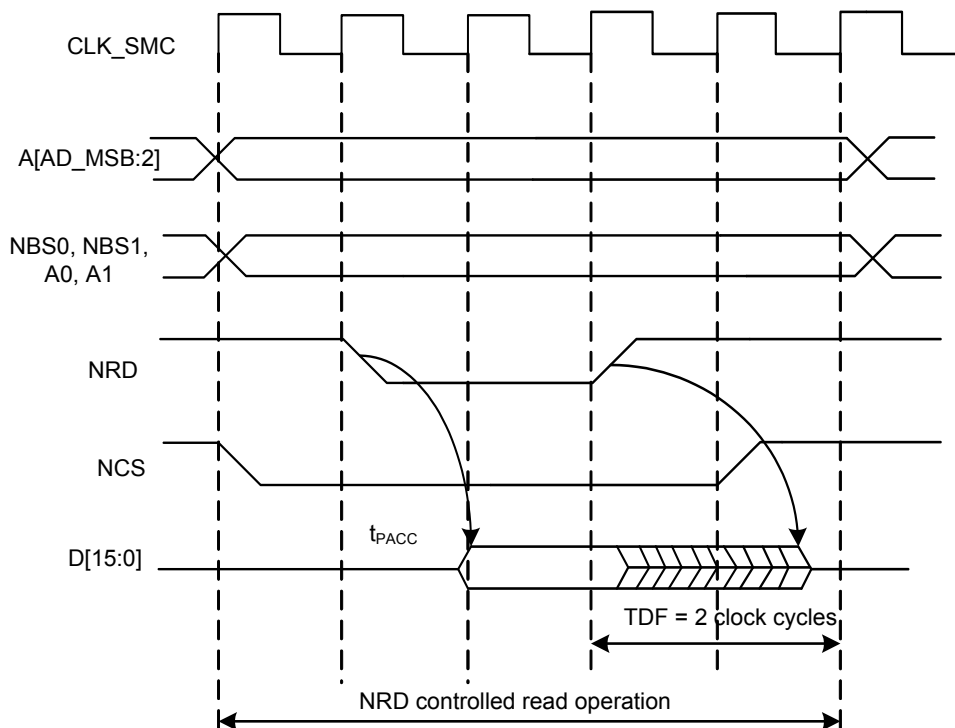 CLK_SMC
A[AD_MSB:2]
NBS0, NBS1,
A0, A1
NRD
NCS
tPACC
D[15:0]
TDF = 2 clock cycles
NRD controlled read operation